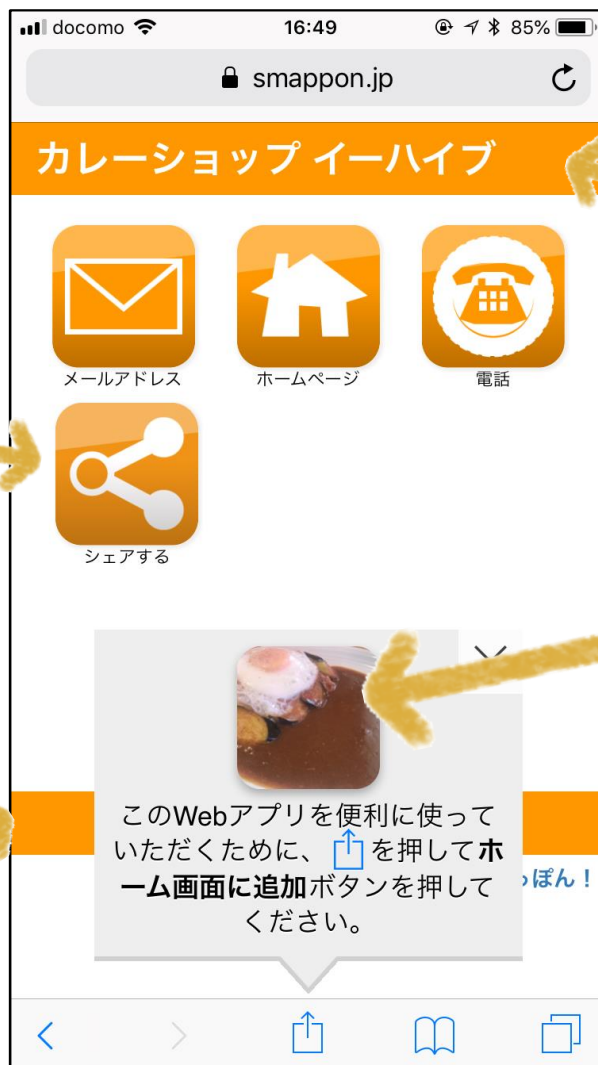 docomo 16:49 85%
smappon.jp
カレーショップ イーハイブ
メールアドレス ホームページ 電話
シェアする
このWebアプリを便利に使って
いただくために、 を押してホ
ーム画面に追加ボタンを押して
ください。
っぽん！